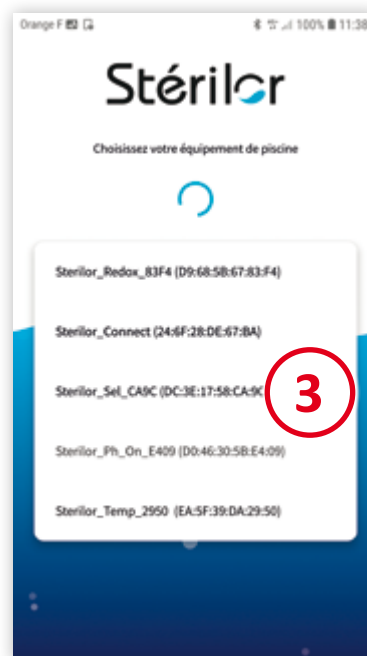 Orange F 100% 11:38
Stérilor
Choisissez votre équipement de piscine
Sterilor_Redox_83F4 (D9:68:5B:67:83:F4)
Sterilor_Connect (24:6F:28:DE:67:BA)
Sterilor_Sel_CA9C (DC:3E:17:58:CA:9C
3
Sterilor_Ph_On_E409 (D0:46:30:5B:E4:09)
Sterilor_Temp_2950 (EA:5F:39:DA:29:50)